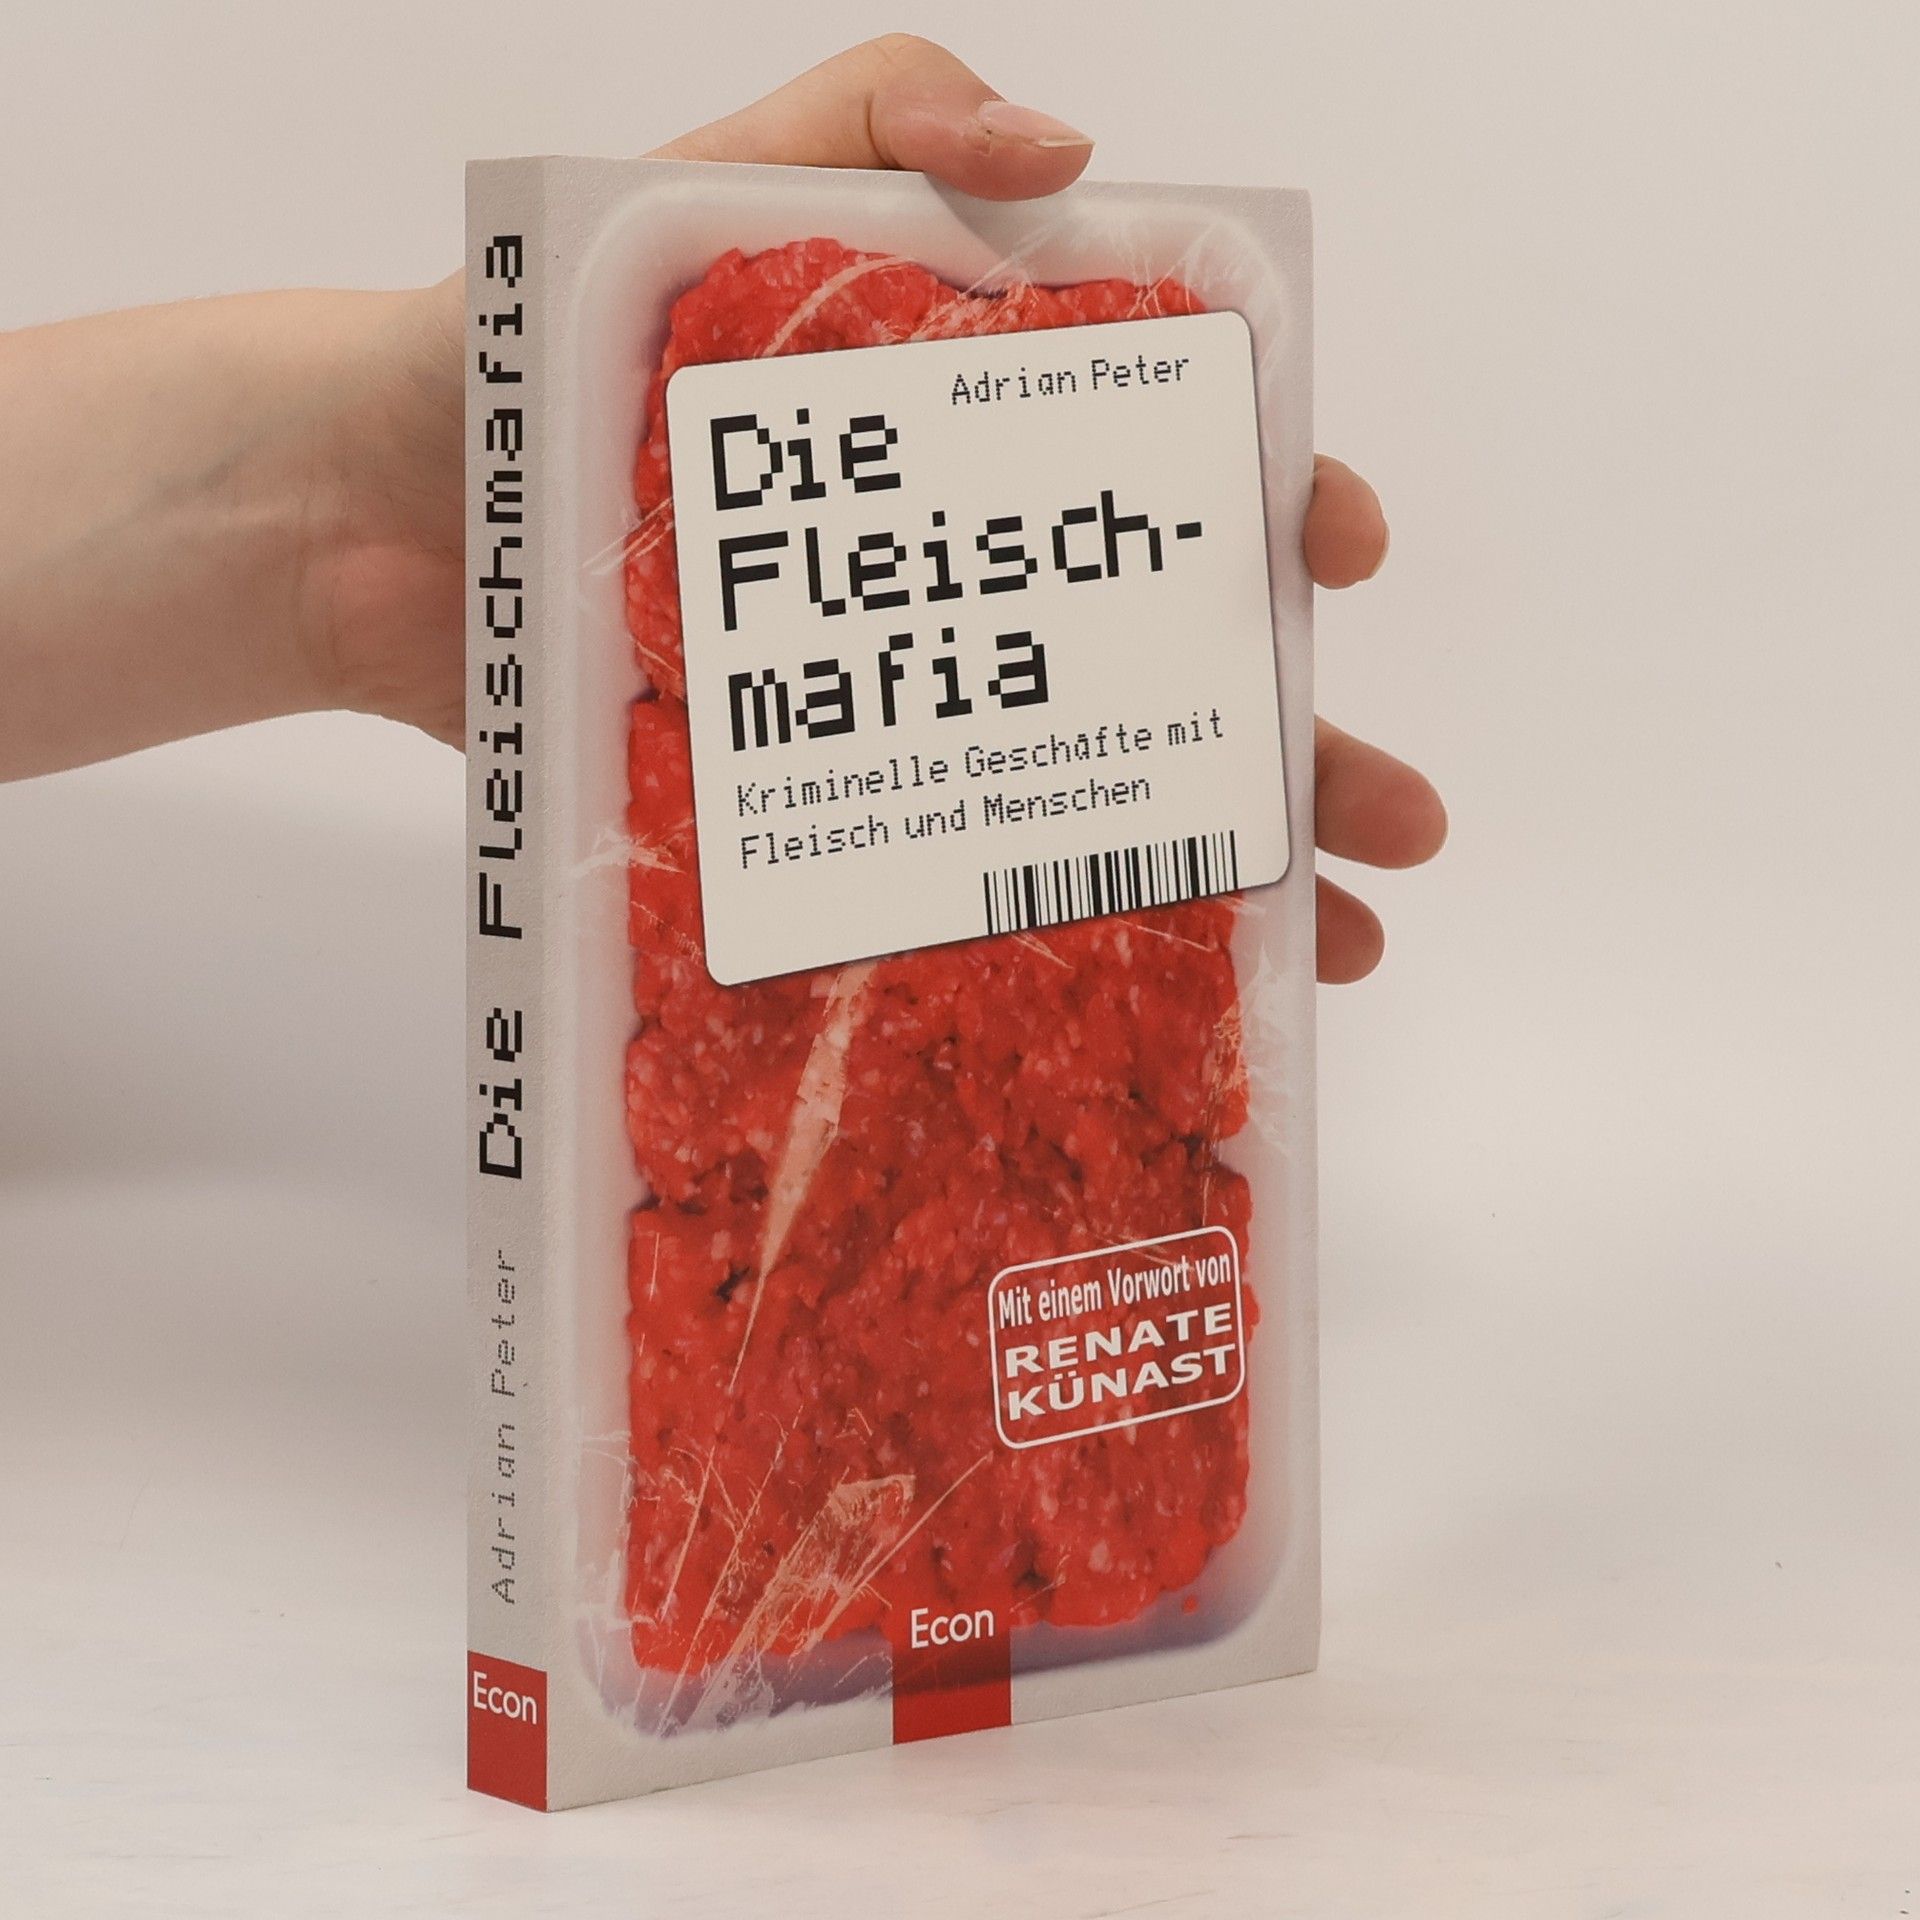 Die Fleischmafia
Adrian Peter
Econ
Adrian Peter
Die
Fleisch-
mafia
Kriminelle Geschäfte mit
Fleisch und Menschen
Mit einem Vorwort von
RENATE
KÜNAST
Econ